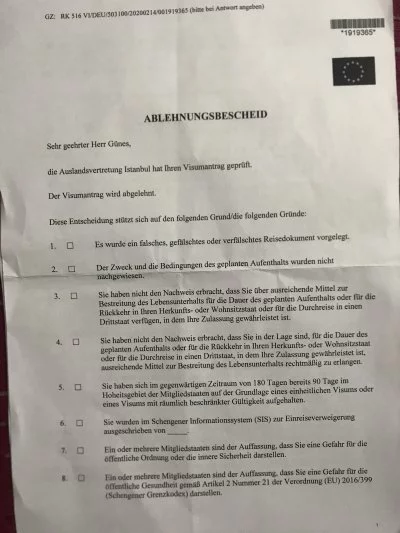 GZ: RK 516 VI/DEU/503100/20200214/001919365 (bitte bei Antwort angeben)
*1919365*
ABLEHNUNGSBESCHEID
Sehr geehrter Herr Günes,
die Auslandsvertretung Istanbul hat Ihren Visumantrag geprüft.
Der Visumantrag wird abgelehnt.
Diese Entscheidung stützt sich auf den folgenden Grund/die folgenden Gründe:
1. ☐ Es wurde ein falsches, gefälschtes oder verfälschtes Reisedokument vorgelegt.
2. ☐ Der Zweck und die Bedingungen des geplanten Aufenthalts wurden nicht
nachgewiesen.
3. ☐ Sie haben nicht den Nachweis erbracht, dass Sie über ausreichende Mittel zur
Bestreitung des Lebensunterhalts für die Dauer des geplanten Aufenthalts oder für die
Rückkehr in Ihren Herkunfts- oder Wohnsitzstaat oder für die Durchreise in einen
Drittstaat verfügen, in dem Ihre Zulassung gewährleistet ist.
4. ☐ Sie haben nicht den Nachweis erbracht, dass Sie in der Lage sind, für die Dauer des
geplanten Aufenthalts oder für die Rückkehr in Ihren Herkunfts- oder Wohnsitzstaat
oder für die Durchreise in einen Drittstaat, in dem Ihre Zulassung gewährleistet ist,
ausreichende Mittel zur Bestreitung des Lebensunterhalts rechtmäßig zu erlangen.
5. ☐ Sie haben sich im gegenwärtigen Zeitraum von 180 Tagen bereits 90 Tage im
Hoheitsgebiet der Mitgliedstaaten auf der Grundlage eines einheitlichen Visums oder
eines Visums mit räumlich beschränkter Gültigkeit aufgehalten.
6. ☐ Sie wurden im Schengener Informationssystem (SIS) zur Einreiseverweigerung
ausgeschrieben von _____.
7. ☐ Ein oder mehrere Mitgliedstaaten sind der Auffassung, dass Sie eine Gefahr für die
öffentliche Ordnung oder die innere Sicherheit darstellen.
8. ☐ Ein oder mehrere Mitgliedstaaten sind der Auffassung, dass Sie eine Gefahr für die
öffentliche Gesundheit gemäß Artikel 2 Nummer 21 der Verordnung (EU) 2016/399
(Schengener Grenzkodex) darstellen.